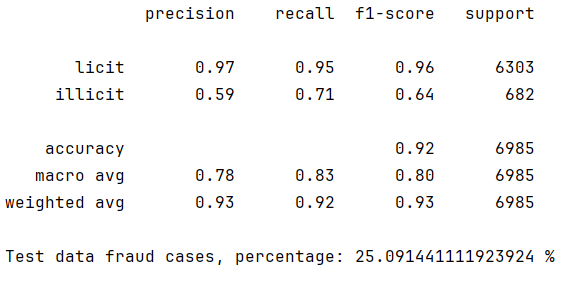 precision recall f1-score support
licit 0.97 0.95 0.96 6303
illicit 0.59 0.71 0.64 682
accuracy 0.92 6985
macro avg 0.78 0.83 0.80 6985
weighted avg 0.93 0.92 0.93 6985
Test data fraud cases, percentage: 25.091441111923924 %